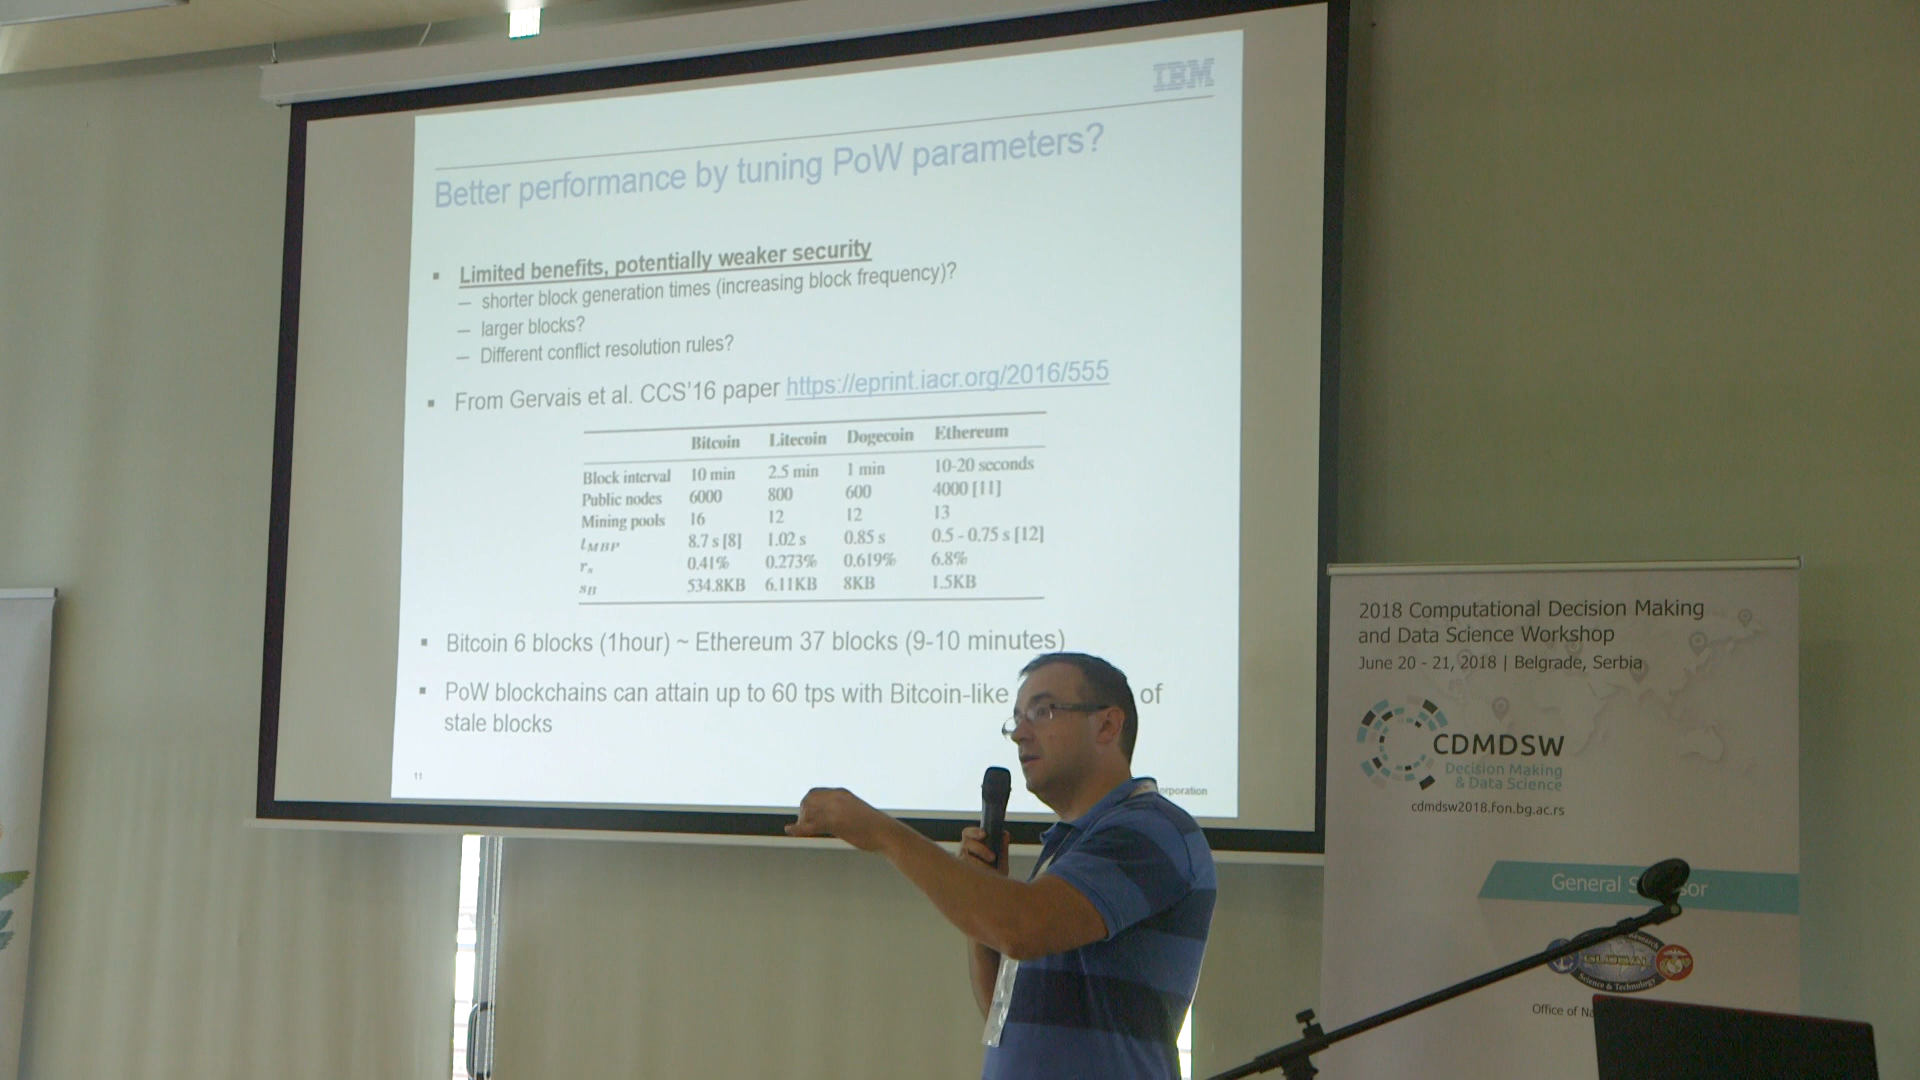 IBM
Better performance by tuning PoW parameters?
▪ Limited benefits, potentially weaker security
– shorter block generation times (increasing block frequency)?
– larger blocks?
– Different conflict resolution rules?
▪ From Gervais et al. CCS'16 paper https://eprint.iacr.org/2016/555
Bitcoin Litecoin Dogecoin Ethereum
Block interval 10 min 2.5 min 1 min 10-20 seconds
Public nodes 6000 800 600 4000 [11]
Mining pools 16 12 12 13
tMBP 8.7 s [8] 1.02 s 0.85 s 0.5 - 0.75 s [12]
rs 0.41% 0.273% 0.619% 6.8%
sB 534.8KB 6.11KB 8KB 1.5KB
▪ Bitcoin 6 blocks (1hour) ~ Ethereum 37 blocks (9-10 minutes)
▪ PoW blockchains can attain up to 60 tps with Bitcoin-like of
stale blocks
11
2018 Computational Decision Making
and Data Science Workshop
June 20 - 21, 2018 | Belgrade, Serbia
CDMDSW
Decision Making
& Data Science
cdmdsw2018.fon.bg.ac.rs
General
GLOBAL
Science & Technology
Office of